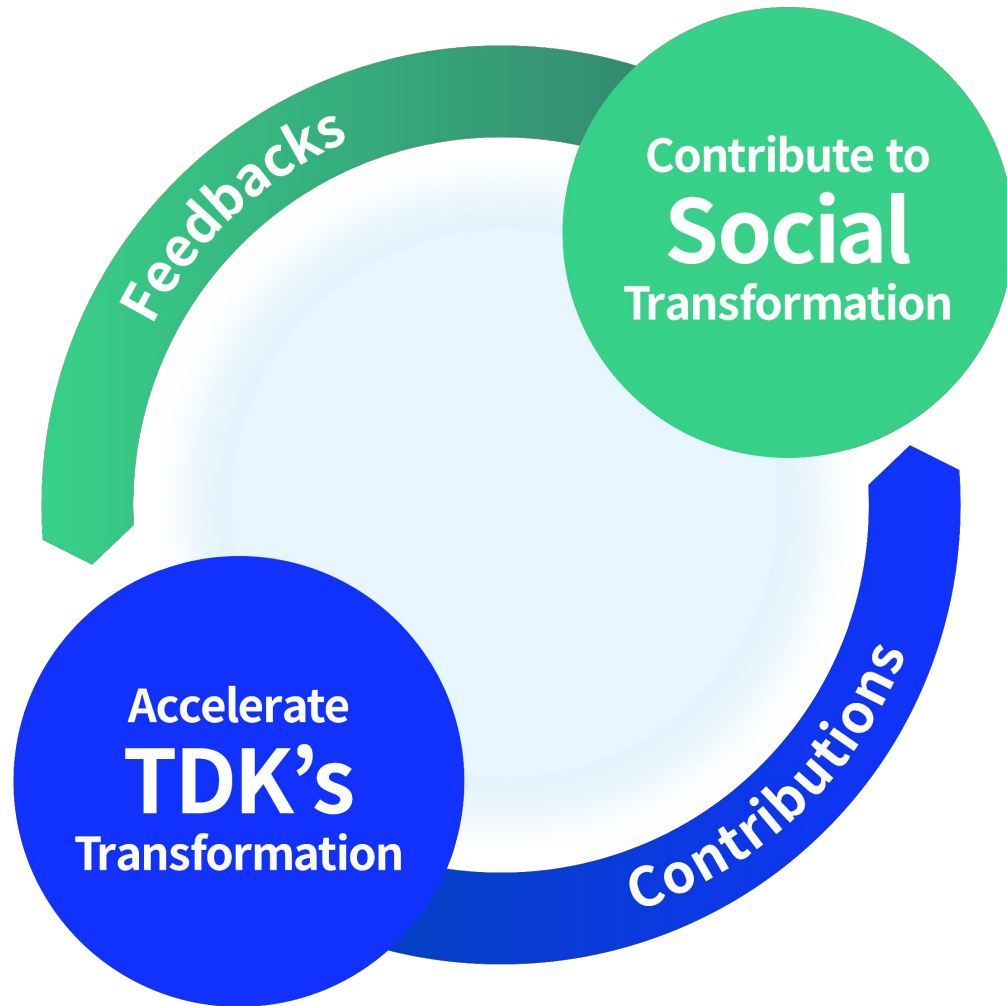 Feedbacks
Contribute to
Social
Transformation
Accelerate
TDK’s
Transformation
Contributions